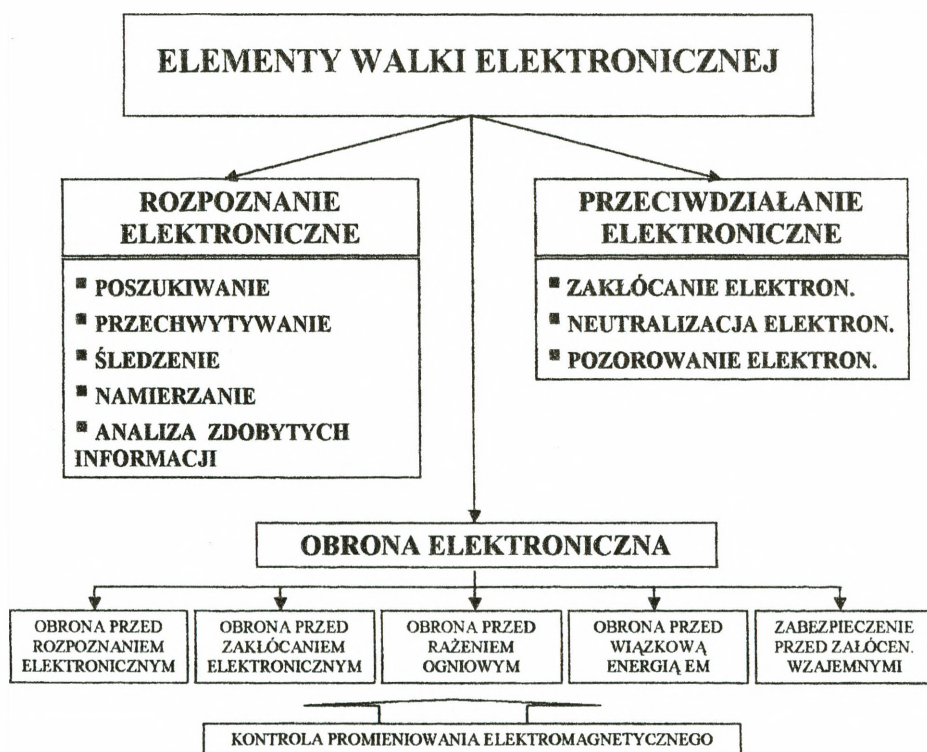 ELEMENTY WALKI ELEKTRONICZNEJ
ROZPOZNANIE
ELEKTRONICZNE
■ POSZUKIWANIE
■ PRZECHWYTYWANIE
■ ŚLEDZENIE
■ NAMIERZANIE
■ ANALIZA ZDOBYTYCH
INFORMACJI
PRZECIWDZIAŁANIE
ELEKTRONICZNE
■ ZAKŁÓCANIE ELEKTRON.
■ NEUTRALIZACJA ELEKTRON.
■ POZOROWANIE ELEKTRON.
OBRONA ELEKTRONICZNA
OBRONA PRZED
ROZPOZNANIEM
ELEKTRONICZNYM
OBRONA PRZED
ZAKŁÓCANIEM
ELEKTRONICZNYM
OBRONA PRZED
RAŻENIEM
OGNIOWYM
OBRONA PRZED
WIĄZKOWĄ
ENERGIĄ EM
ZABEZPIECZENIE
PRZED ZAŁÓCEN.
WZAJEMNYMI
KONTROLA PROMIENIOWANIA ELEKTROMAGNETYCZNEGO